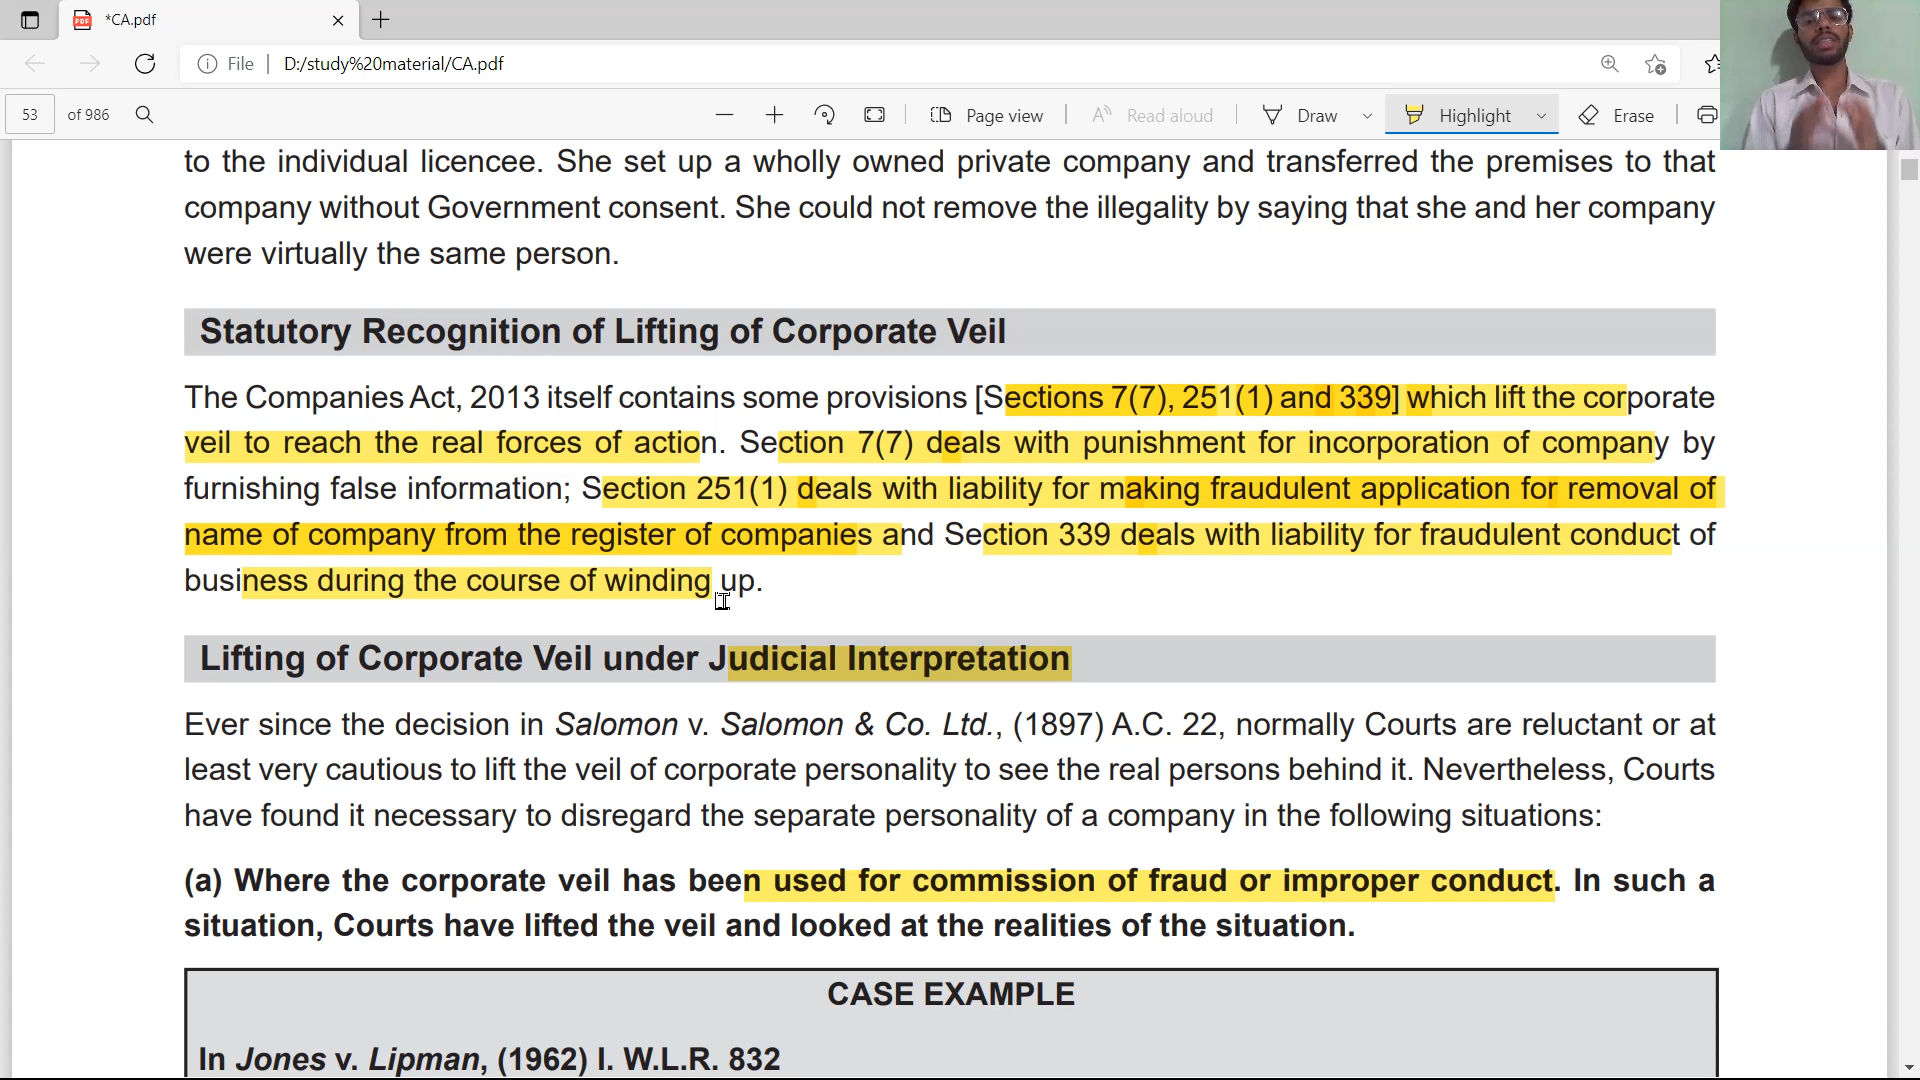 *CA.pdf
File
D:/study%20material/CA.pdf
53 of 986
Page view
Read aloud
Draw
Highlight
Erase
to the individual licencee. She set up a wholly owned private company and transferred the premises to that
company without Government consent. She could not remove the illegality by saying that she and her company
were virtually the same person.
Statutory Recognition of Lifting of Corporate Veil
The Companies Act, 2013 itself contains some provisions [Sections 7(7), 251(1) and 339] which lift the corporate
veil to reach the real forces of action. Section 7(7) deals with punishment for incorporation of company by
furnishing false information; Section 251(1) deals with liability for making fraudulent application for removal of
name of company from the register of companies and Section 339 deals with liability for fraudulent conduct of
business during the course of winding up.
Lifting of Corporate Veil under Judicial Interpretation
Ever since the decision in Salomon v. Salomon & Co. Ltd., (1897) A.C. 22, normally Courts are reluctant or at
least very cautious to lift the veil of corporate personality to see the real persons behind it. Nevertheless, Courts
have found it necessary to disregard the separate personality of a company in the following situations:
(a) Where the corporate veil has been used for commission of fraud or improper conduct. In such a
situation, Courts have lifted the veil and looked at the realities of the situation.
CASE EXAMPLE
In Jones v. Lipman, (1962) I. W.L.R. 832